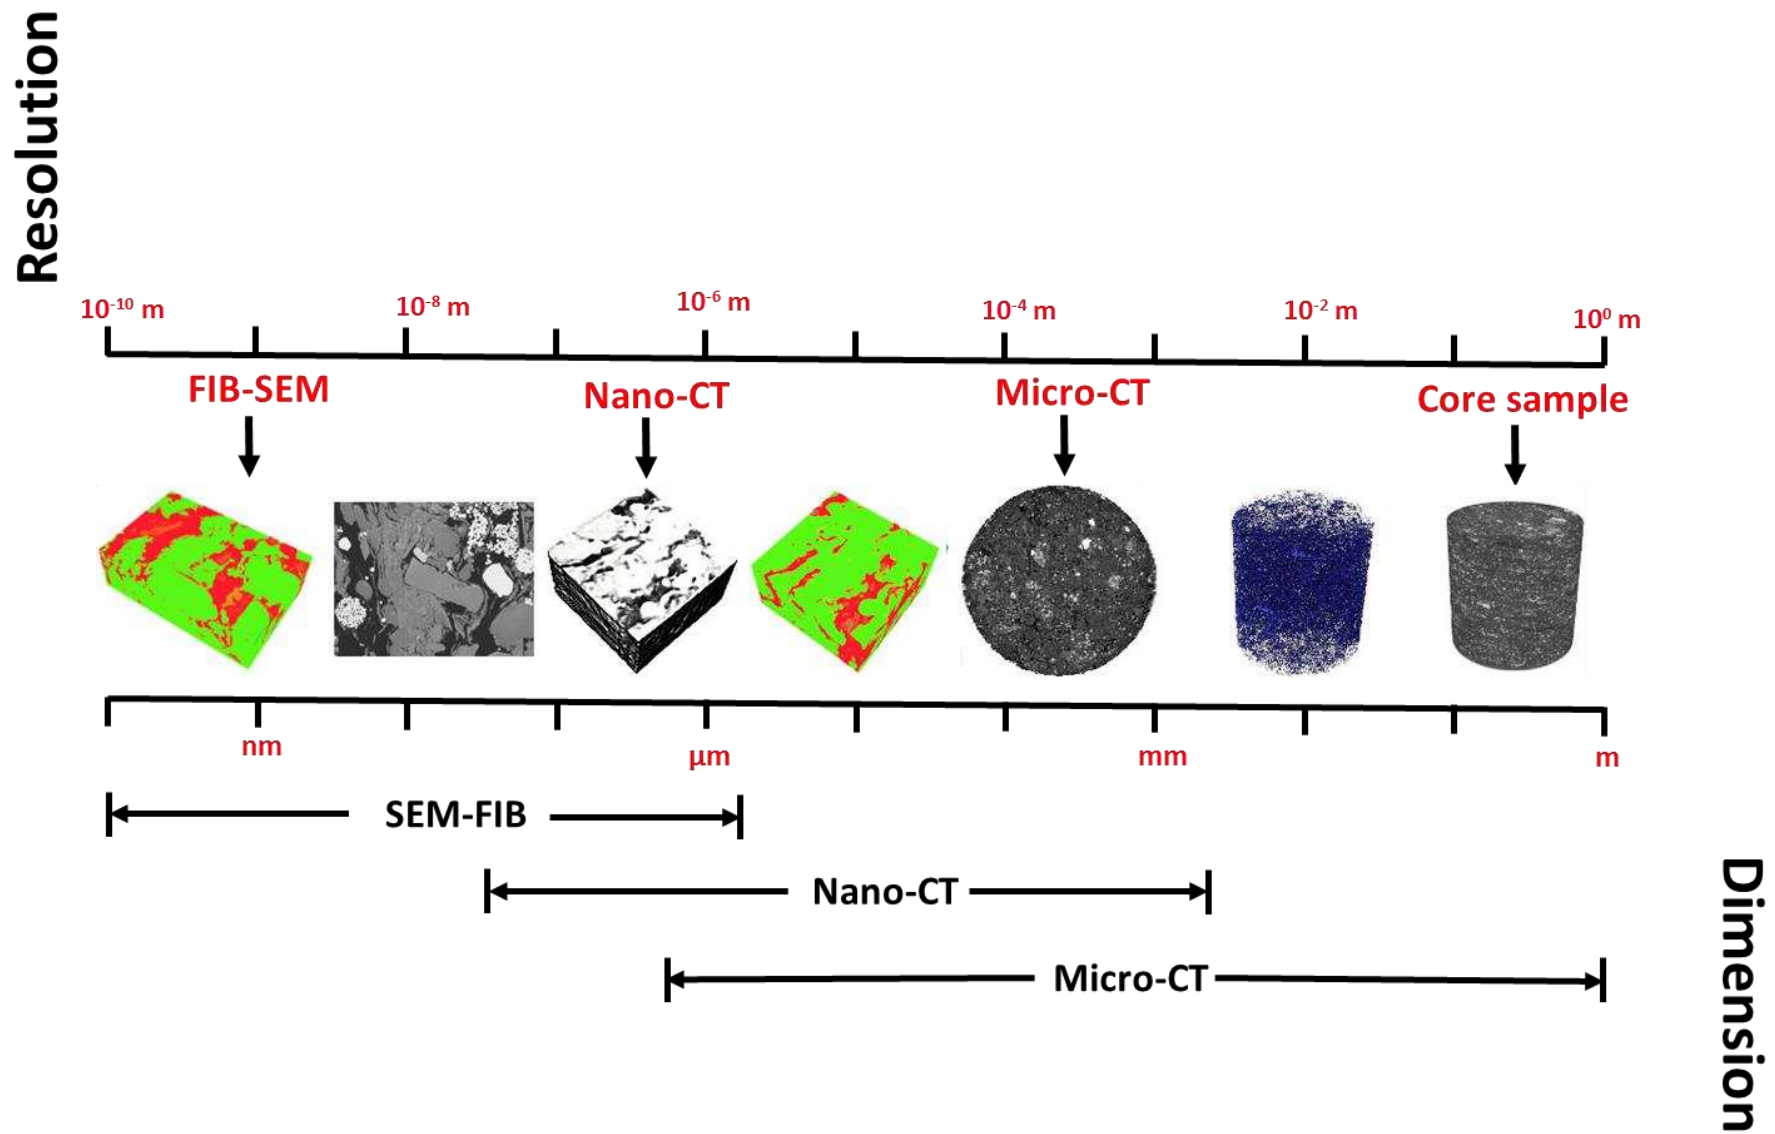 Resolution
10⁻¹⁰ m
10⁻⁸ m
10⁻⁶ m
10⁻⁴ m
10⁻² m
10⁰ m
FIB-SEM
Nano-CT
Micro-CT
Core sample
nm
µm
mm
m
SEM-FIB
Nano-CT
Micro-CT
Dimension